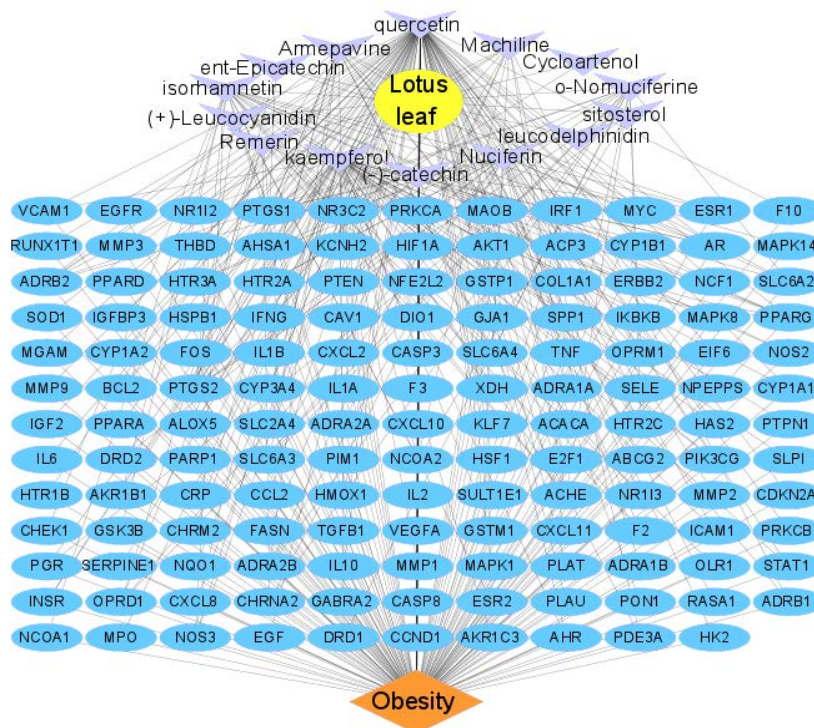 quercetin
Armepavine
Machiline
ent-Epicatechin
Cycloartenol
isorhamnetin
Lotus
leaf
o-Nornuciferine
(+)-Leucocyanidin
sitosterol
Remerin
leucodelphinidin
kaempferol
Nuciferin
(-)-catechin
VCAM1 EGFR NR1I2 PTGS1 NR3C2 PRKCA MAOB IRF1 MYC ESR1 F10
RUNX1T1 MMP3 THBD AHSA1 KCNH2 HIF1A AKT1 ACP3 CYP1B1 AR MAPK14
ADRB2 PPARD HTR3A HTR2A PTEN NFE2L2 GSTP1 COL1A1 ERBB2 NCF1 SLC6A2
SOD1 IGFBP3 HSPB1 IFNG CAV1 DIO1 GJA1 SPP1 IKBKB MAPK8 PPARG
MGAM CYP1A2 FOS IL1B CXCL2 CASP3 SLC6A4 TNF OPRM1 EIF6 NOS2
MMP9 BCL2 PTGS2 CYP3A4 IL1A F3 XDH ADRA1A SELE NPEPPS CYP1A1
IGF2 PPARA ALOX5 SLC2A4 ADRA2A CXCL10 KLF7 ACACA HTR2C HAS2 PTPN1
IL6 DRD2 PARP1 SLC6A3 PIM1 NCOA2 HSF1 E2F1 ABCG2 PIK3CG SLPI
HTR1B AKR1B1 CRP CCL2 HMOX1 IL2 SULT1E1 ACHE NR1I3 MMP2 CDKN2A
CHEK1 GSK3B CHRM2 FASN TGFB1 VEGFA GSTM1 CXCL11 F2 ICAM1 PRKCB
PGR SERPINE1 NQO1 ADRA2B IL10 MMP1 MAPK1 PLAT ADRA1B OLR1 STAT1
INSR OPRD1 CXCL8 CHRNA2 GABRA2 CASP8 ESR2 PLAU PON1 RASA1 ADRB1
NCOA1 MPO NOS3 EGF DRD1 CCND1 AKR1C3 AHR PDE3A HK2
Obesity